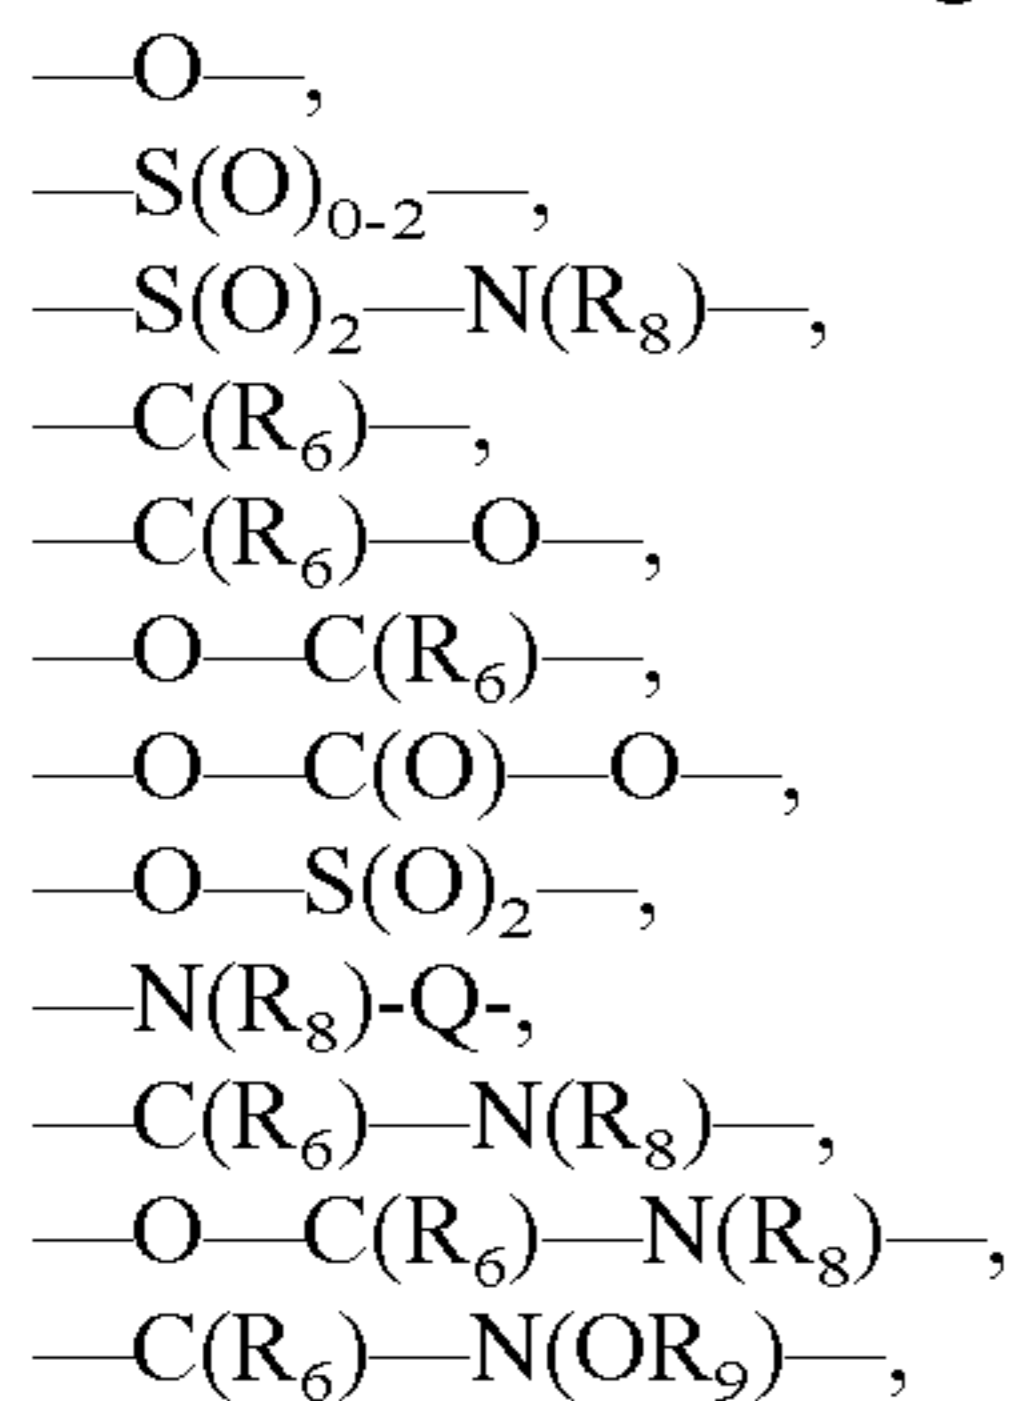 —O—,
—S(O)₀₋₂—,
—S(O)₂—N(R₈)—,
—C(R₆)—,
—C(R₆)—O—,
—O—C(R₆)—,
—O—C(O)—O—,
—O—S(O)₂—,
—N(R₈)-Q-,
—C(R₆)—N(R₈)—,
—O—C(R₆)—N(R₈)—,
—C(R₆)—N(OR₉)—,